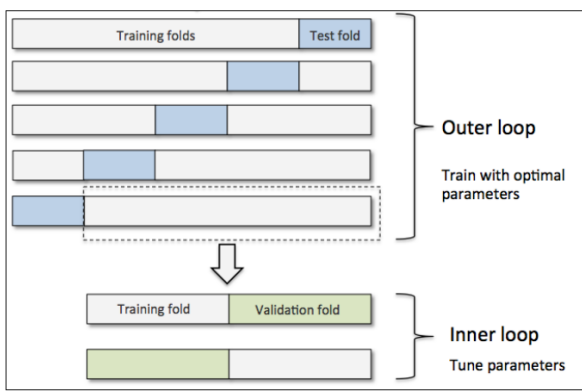 Training folds
Test fold
Outer loop
Train with optimal
parameters
Training fold
Validation fold
Inner loop
Tune parameters